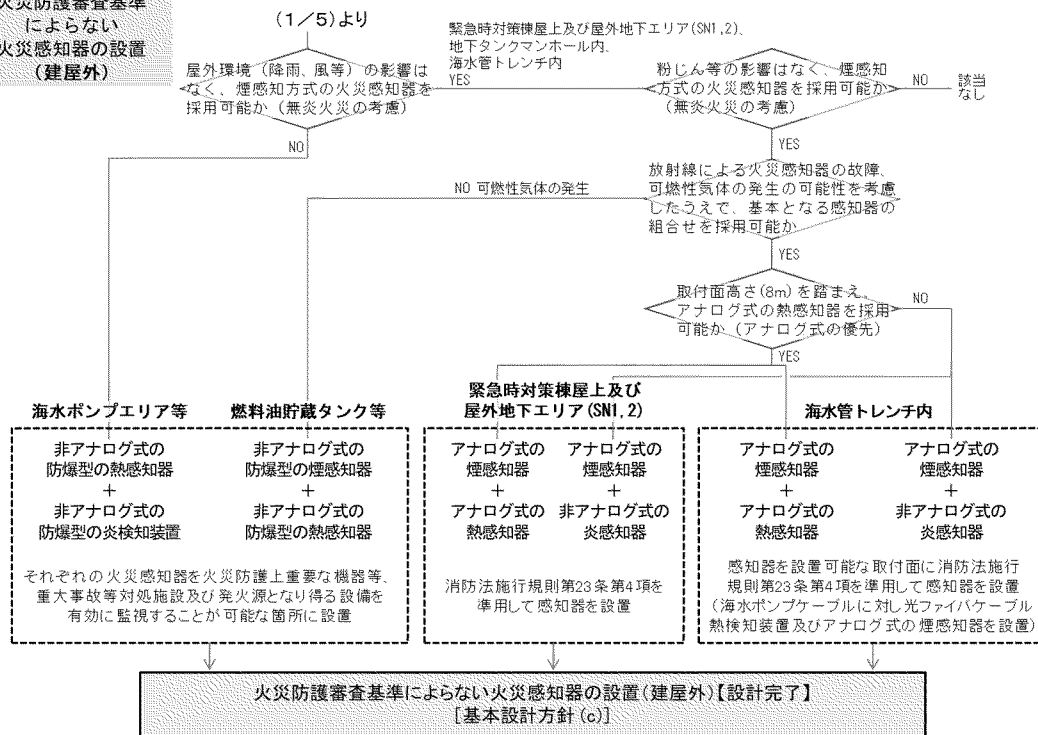 火災防護審査基準
によらない
火災感知器の設置
(建屋外)
(1/5)より
屋外環境（降雨、風等）の影響は
なく、煙感知方式の火災感知器を
採用可能か（無炎火災の考慮）
YES
緊急時対策棟屋上及び屋外地下エリア(SN1,2)、
地下タンクマンホール内、
海水管トレンチ内
粉じん等の影響はなく、煙感知
方式の火災感知器を採用可能か
（無炎火災の考慮）
NO
該当
なし
NO
YES
放射線による火災感知器の故障、
可燃性気体の発生の可能性を考慮
したうえで、基本となる感知器の
組合せを採用可能か
NO 可燃性気体の発生
YES
取付面高さ(8m)を踏まえ、
アナログ式の熱感知器を採用
可能か（アナログ式の優先）
NO
YES
海水ポンプエリア等
燃料油貯蔵タンク等
緊急時対策棟屋上及び
屋外地下エリア(SN1,2)
海水管トレンチ内
非アナログ式の
防爆型の熱感知器
+
非アナログ式の
防爆型の炎検知装置
非アナログ式の
防爆型の煙感知器
+
非アナログ式の
防爆型の熱感知器
それぞれの火災感知器を火災防護上重要な機器等、
重大事故等対処施設及び発火源となり得る設備を
有効に監視することが可能な箇所に設置
アナログ式の
煙感知器
+
アナログ式の
熱感知器
アナログ式の
煙感知器
+
非アナログ式の
炎感知器
消防法施行規則第23条第4項を
準用して感知器を設置
アナログ式の
煙感知器
+
アナログ式の
熱感知器
アナログ式の
煙感知器
+
非アナログ式の
炎感知器
感知器を設置可能な取付面に消防法施行
規則第23条第4項を準用して感知器を設置
（海水ポンプケーブルに対し光ファイバケーブル
熱検知装置及びアナログ式の煙感知器を設置）
火災防護審査基準によらない火災感知器の設置(建屋外)【設計完了】
[基本設計方針(c)]